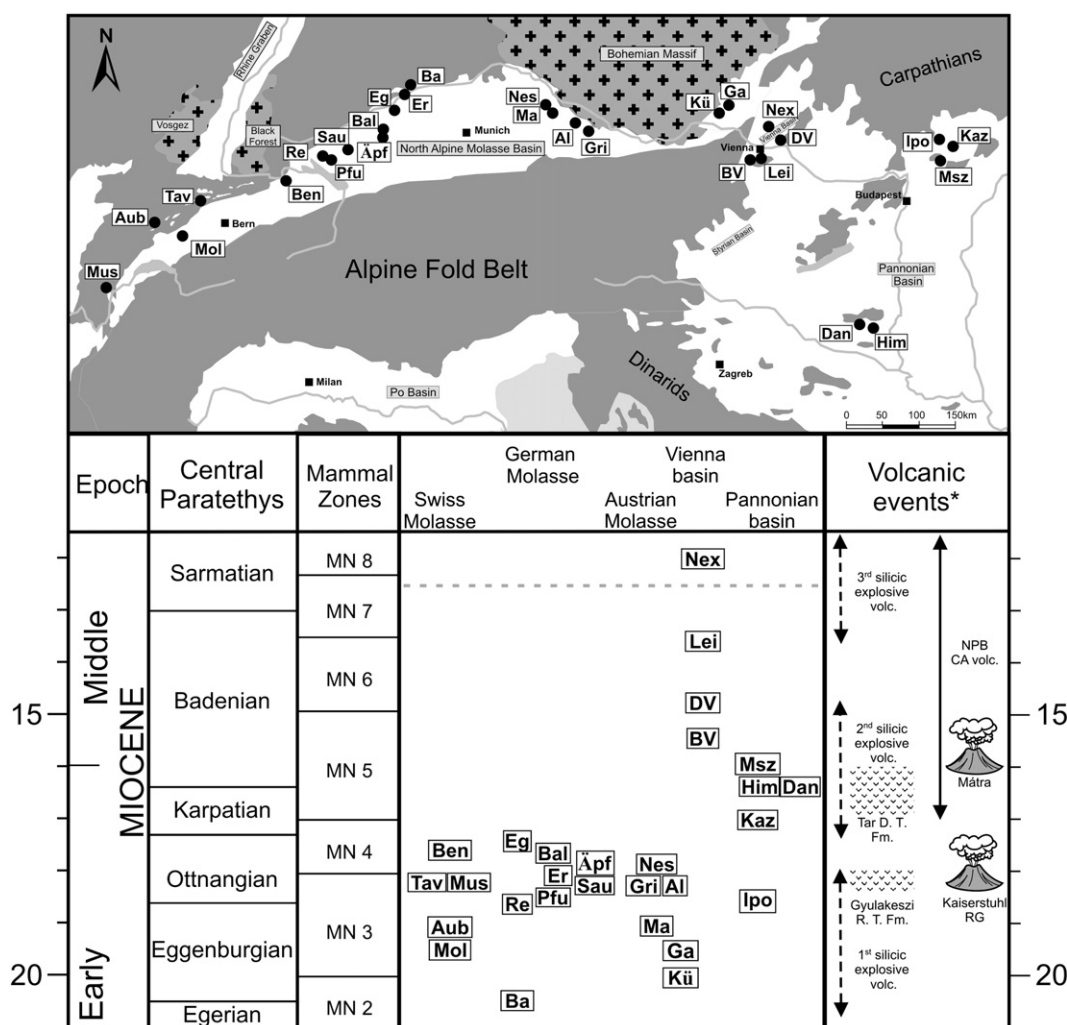 N
Rhine Graben
Bohemian Massif
Carpathians
Vosgez
Black
Forest
Ba
Eg
Er
Bal
Sau
Äpf
Re
Pfu
Munich
North Alpine Molasse Basin
Nes
Ma
Al
Gri
Kü
Ga
Nex
Vienna Basin
DV
Vienna
BV
Lei
Ipo
Kaz
Msz
Budapest
Ben
Tav
Aub
Bern
Mol
Mus
Alpine Fold Belt
Styrian Basin
Pannonian
Basin
Dan
Him
Dinarids
Zagreb
Milan
Po Basin
0 50 100 150km
Epoch
Central
Paratethys
Mammal
Zones
Swiss
Molasse
German
Molasse
Austrian
Molasse
Vienna
basin
Pannonian
basin
Volcanic
events*
Middle
Early
MIOCENE
15
20
Sarmatian
Badenian
Karpatian
Ottnangian
Eggenburgian
Egerian
MN 8
MN 7
MN 6
MN 5
MN 4
MN 3
MN 2
Nex
Lei
DV
BV
Msz
Him Dan
Kaz
Ben
Eg
Bal
Äpf
Nes
Er
Tav Mus
Sau
Gri Al
Pfu
Re
Ipo
Aub
Ma
Mol
Ga
Kü
Ba
3rd silicic
explosive
volc.
NPB
CA volc.
2nd silicic
explosive
volc.
Mátra
Tar D. T.
Fm.
Gyulakeszi
R. T. Fm.
Kaiserstuhl
RG
1st silicic
explosive
volc.
15
20